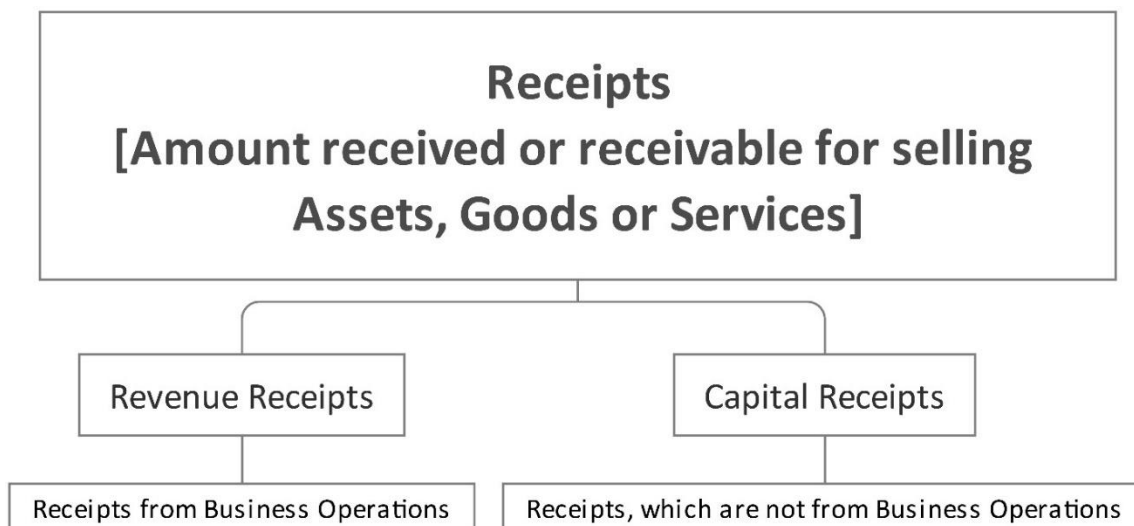 Receipts
[Amount received or receivable for selling
Assets, Goods or Services]
Revenue Receipts
Capital Receipts
Receipts from Business Operations
Receipts, which are not from Business Operations